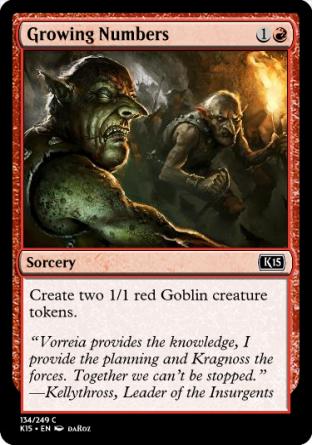 Growing Numbers 1
Sorcery K15
Create two 1/1 red Goblin creature
tokens.
“Vorreia provides the knowledge, I
provide the planning and Kragnoss
the forces. Together we can’t be
stopped.”
—Kellythross, Leader of the Insurgents
134/249 C
K15 • EN DAROZ